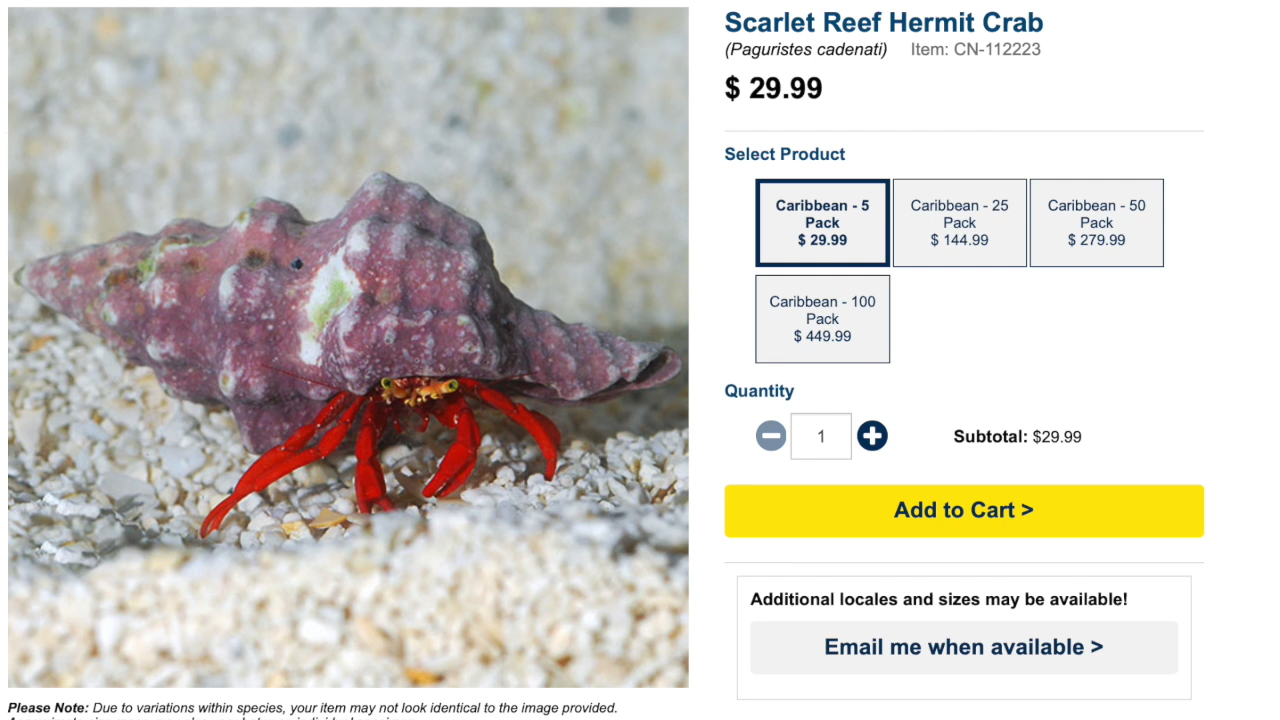 Scarlet Reef Hermit Crab
(Paguristes cadenati) Item: CN-112223
$ 29.99
Select Product
Caribbean - 5
Pack
$ 29.99
Caribbean - 25
Pack
$ 144.99
Caribbean - 50
Pack
$ 279.99
Caribbean - 100
Pack
$ 449.99
Quantity
1
Subtotal: $29.99
Add to Cart >
Additional locales and sizes may be available!
Email me when available >
Please Note: Due to variations within species, your item may not look identical to the image provided.